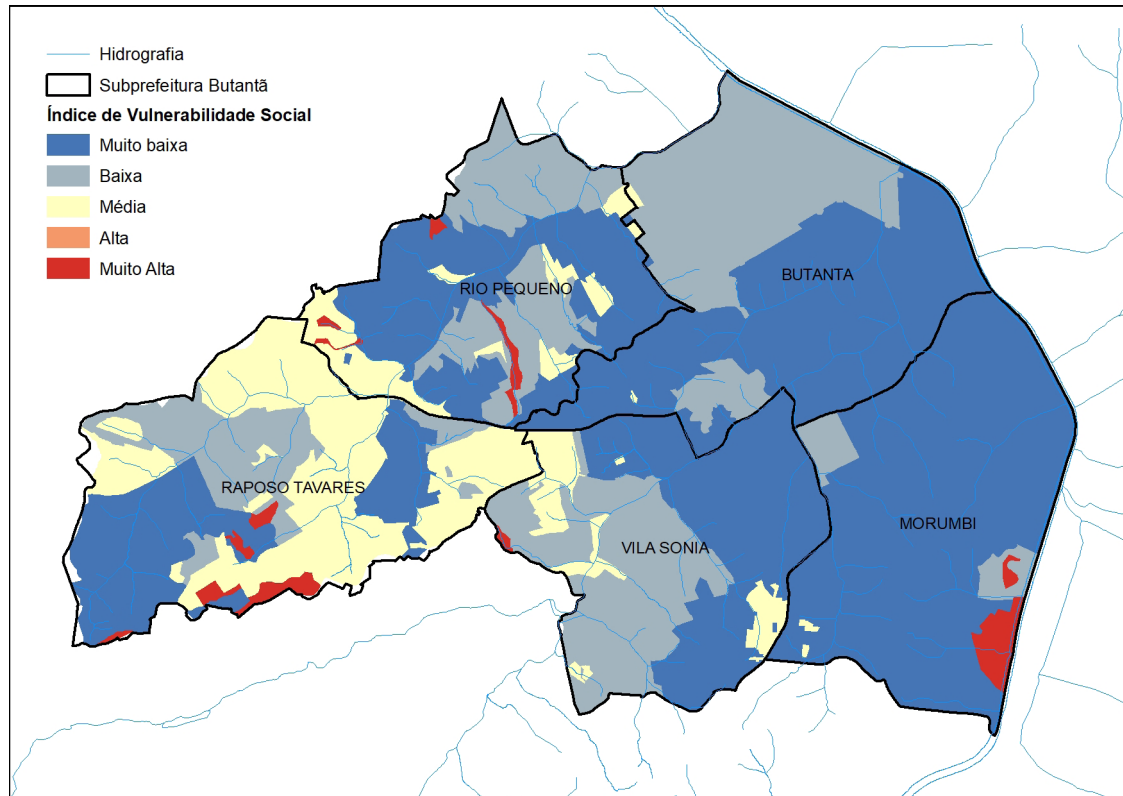 Hidrografia
Subprefeitura Butantã
Índice de Vulnerabilidade Social
Muito baixa
Baixa
Média
Alta
Muito Alta
RIO PEQUENO
BUTANTA
RAPOSO TAVARES
VILA SONIA
MORUMBI